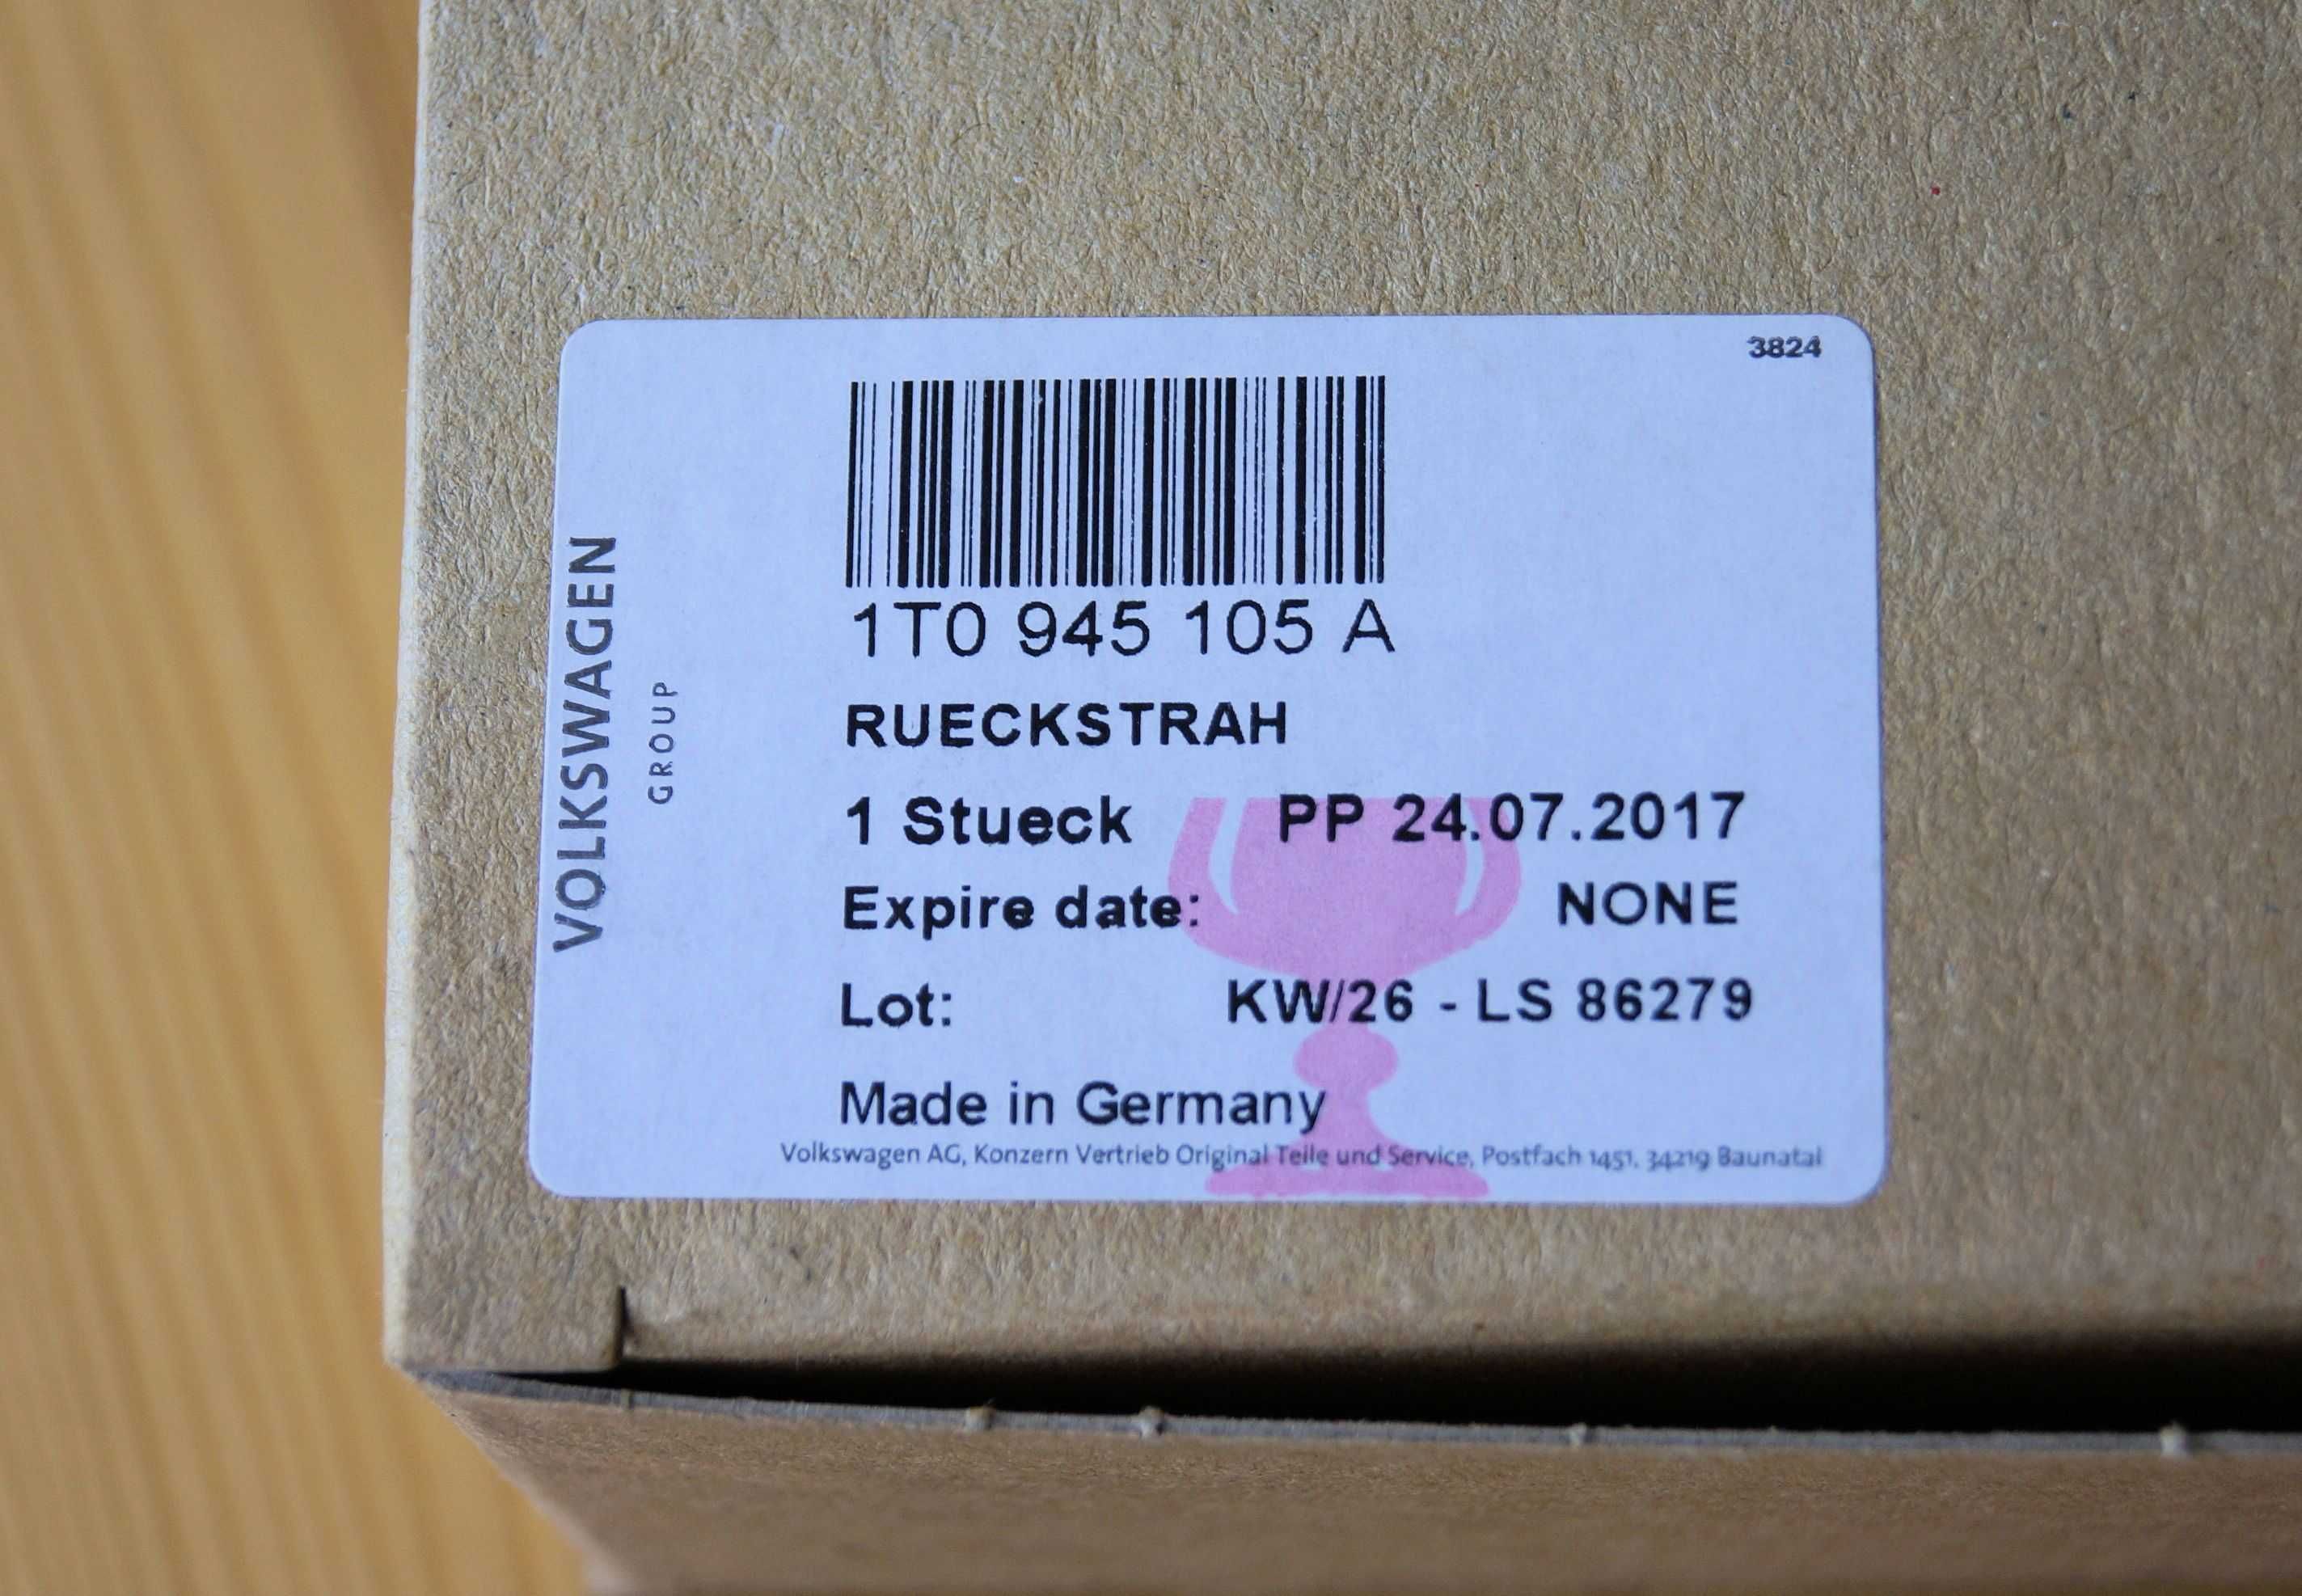 3824
1T0 945 105 A
RUECKSTRAH
1 Stueck PP 24.07.2017
Expire date: NONE
Lot: KW/26 - LS 86279
Made in Germany
Volkswagen AG, Konzern Vertrieb Original Teile und Service, Postfach 1451, 34219 Baunatal
VOLKSWAGEN
GROUP